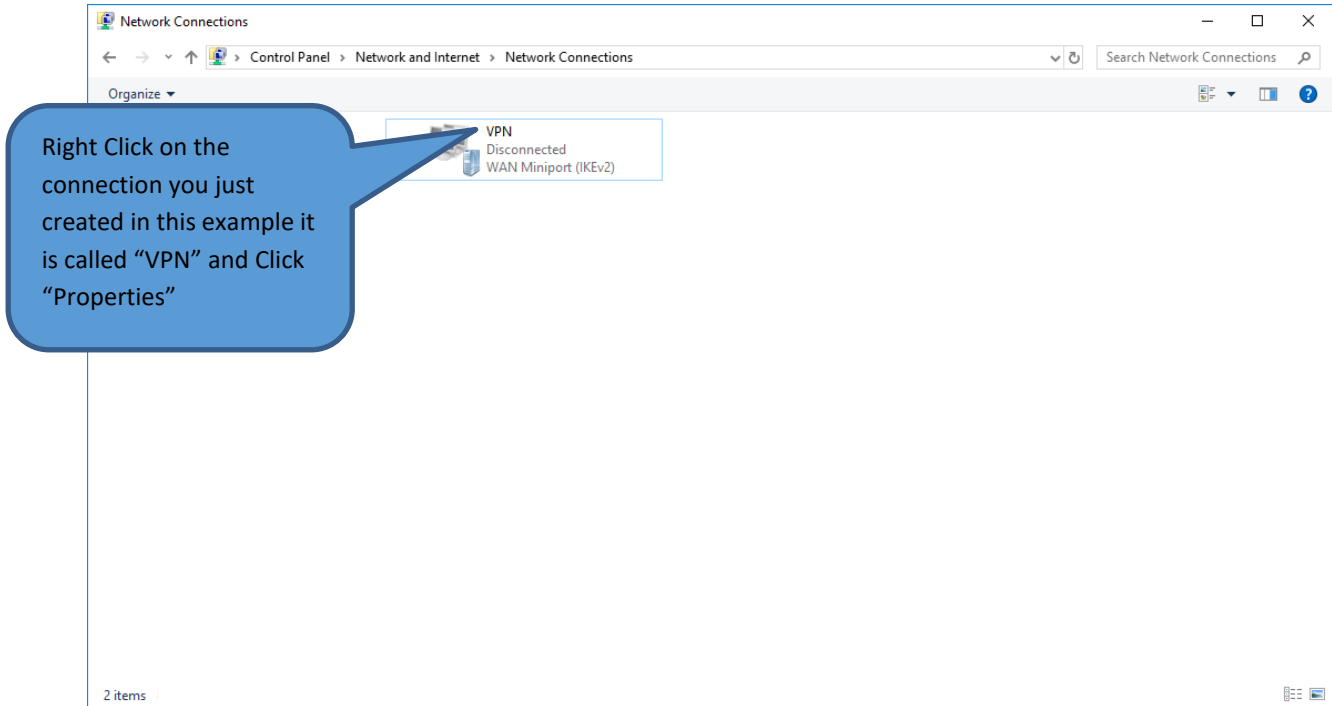 Network Connections
Control Panel > Network and Internet > Network Connections
Search Network Connections
Organize
Right Click on the
connection you just
created in this example it
is called “VPN” and Click
“Properties”
VPN
Disconnected
WAN Miniport (IKEv2)
2 items